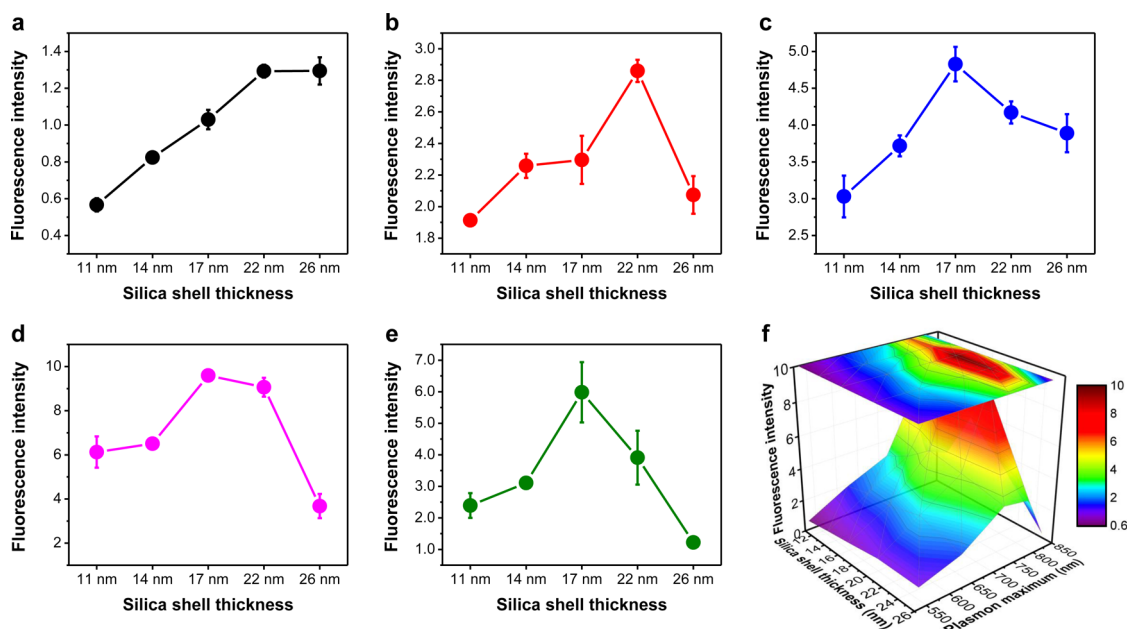 a
Fluorescence intensity
1.4
1.2
1.0
0.8
0.6
0.4
11 nm 14 nm 17 nm 22 nm 26 nm
Silica shell thickness
b
Fluorescence intensity
3.0
2.8
2.6
2.4
2.2
2.0
1.8
11 nm 14 nm 17 nm 22 nm 26 nm
Silica shell thickness
c
Fluorescence intensity
5.0
4.5
4.0
3.5
3.0
2.5
11 nm 14 nm 17 nm 22 nm 26 nm
Silica shell thickness
d
Fluorescence intensity
10
8
6
4
2
11 nm 14 nm 17 nm 22 nm 26 nm
Silica shell thickness
e
Fluorescence intensity
7.0
6.0
5.0
4.0
3.0
2.0
1.0
11 nm 14 nm 17 nm 22 nm 26 nm
Silica shell thickness
f
Fluorescence intensity
10
8
6
4
2
0
12
14
16
18
20
22
24
26
Silica shell thickness (nm)
550
600
650
700
750
800
850
Plasmon maximum (nm)
10
8
6
4
2
0.6